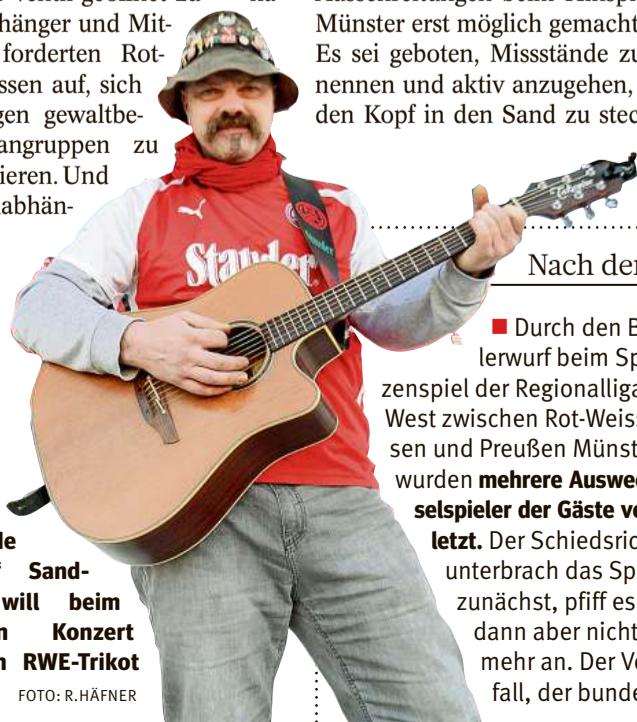 hänger und Mit-
forderten Rot-
ssen auf, sich
gen gewaltbe-
angruppen zu
ieren. Und
abhän-
Münster erst möglich gemacht
Es sei geboten, Missstände zu
nennen und aktiv anzugehen,
den Kopf in den Sand zu stec
Stauder
Nach der
Durch den B
lerwurf beim Sp
zenspiel der Regionalliga
West zwischen Rot-Weiss
sen und Preußen Münst
wurden mehrere Auswec
selspieler der Gäste ve
letzt. Der Schiedsric
unterbrach das Sp
zunächst, pfiff es
dann aber nicht
mehr an. Der Vo
fall, der bunde
le
Sand-
will beim
n Konzert
n RWE-Trikot
FOTO: R.HÄFNER